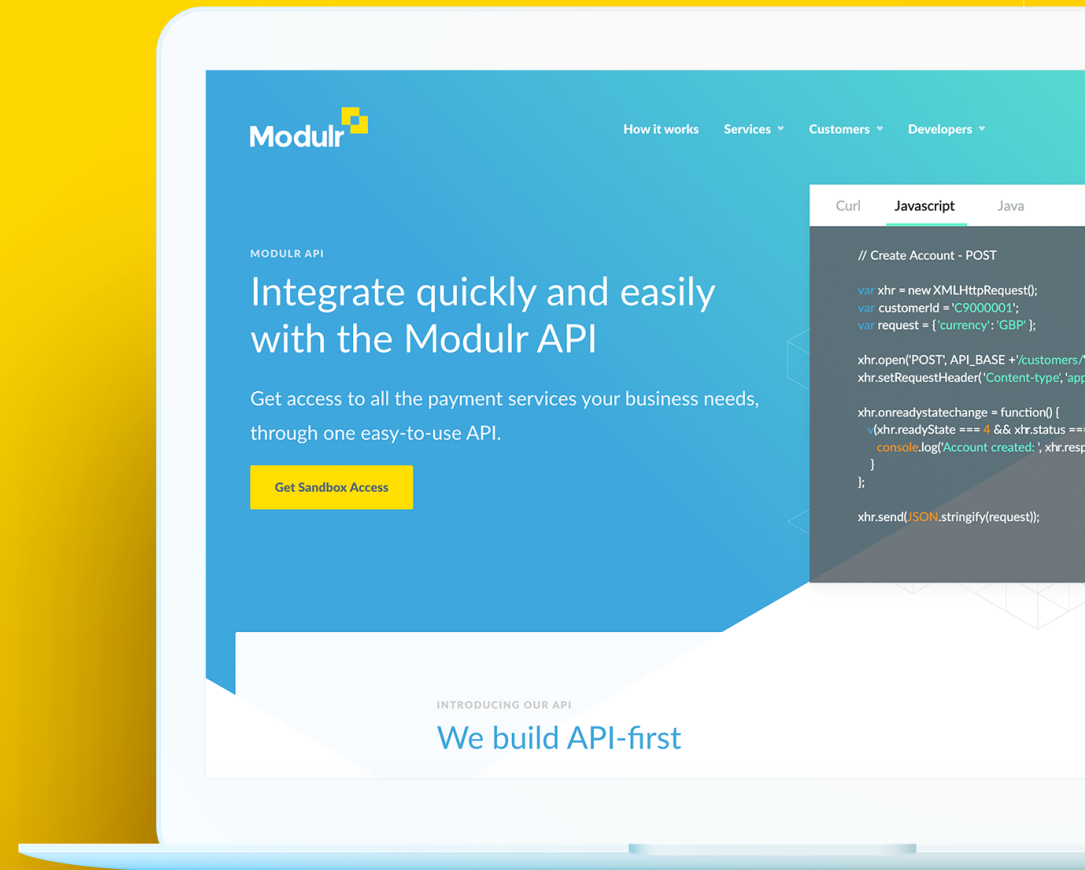 Modulr
How it works Services Customers Developers
MODULR API
Integrate quickly and easily
with the Modulr API
Get access to all the payment services your business needs,
through one easy-to-use API.
Get Sandbox Access
Curl Javascript Java
// Create Account - POST
var xhr = new XMLHttpRequest();
var customerId = 'C9000001';
var request = { 'currency': 'GBP' };
xhr.open('POST', API_BASE +'/customers/'
xhr.setRequestHeader( 'Content-type', 'app
xhr.onreadystatechange = function() {
v(xhr.readyState === 4 && xhr.status ===
console.log('Account created: ', xhr.resp
}
};
xhr.send(JSON.stringify(request));
INTRODUCING OUR API
We build API-first